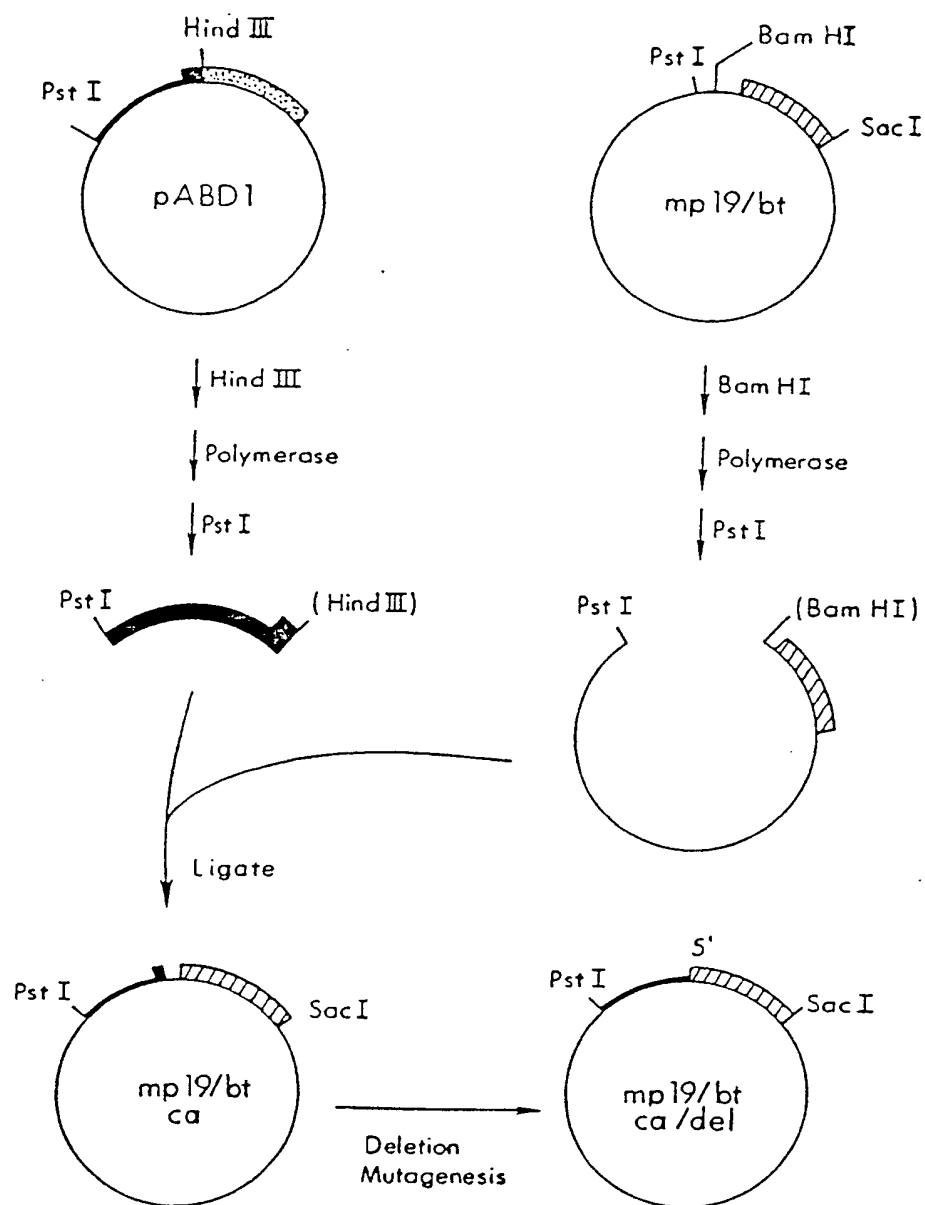 Hind III
Pst I
pABD1
Bam HI
Pst I
Sac I
mp 19/bt
Hind III
Polymerase
Pst I
Bam HI
Polymerase
Pst I
Pst I
(Hind III)
Pst I
(Bam HI)
Ligate
Pst I
Sac I
mp 19/bt
ca
Deletion
Mutagenesis
5'
Pst I
Sac I
mp 19/bt
ca/del